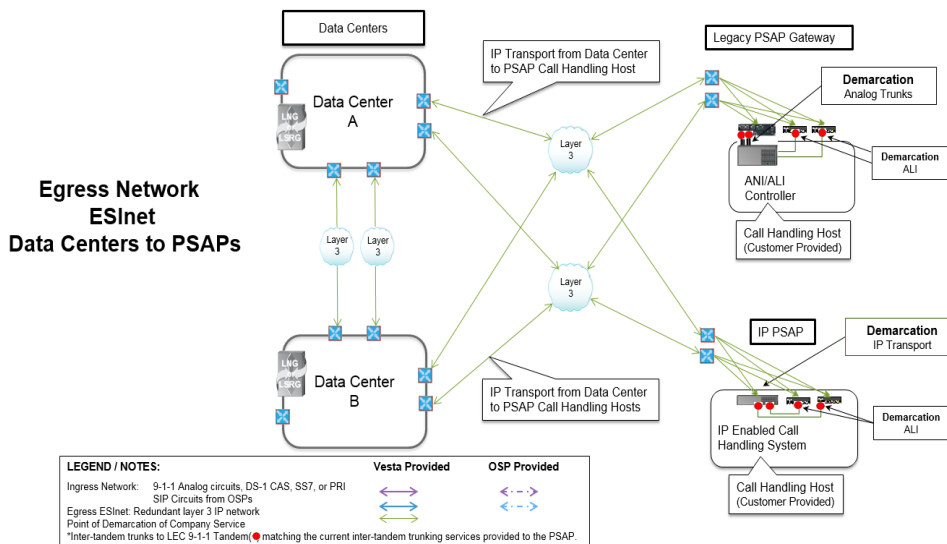 Data Centers
Legacy PSAP Gateway
IP Transport from Data Center
to PSAP Call Handling Host
Demarcation
Analog Trunks
Data Center
A
LNG
LSRG
Layer
3
Demarcation
ALI
ANI/ALI
Controller
Egress Network
ESInet
Data Centers to PSAPs
Call Handling Host
(Customer Provided)
Layer
3
Layer
3
Layer
3
IP PSAP
Demarcation
IP Transport
LNG
LSRG
Data Center
B
IP Transport from Data Center
to PSAP Call Handling Hosts
Demarcation
ALI
IP Enabled Call
Handling System
Call Handling Host
(Customer Provided)
LEGEND / NOTES:
Vesta Provided
OSP Provided
Ingress Network: 9-1-1 Analog circuits, DS-1 CAS, SS7, or PRI
SIP Circuits from OSPs
Egress ESInet: Redundant layer 3 IP network
Point of Demarcation of Company Service
*Inter-tandem trunks to LEC 9-1-1 Tandem( matching the current inter-tandem trunking services provided to the PSAP.